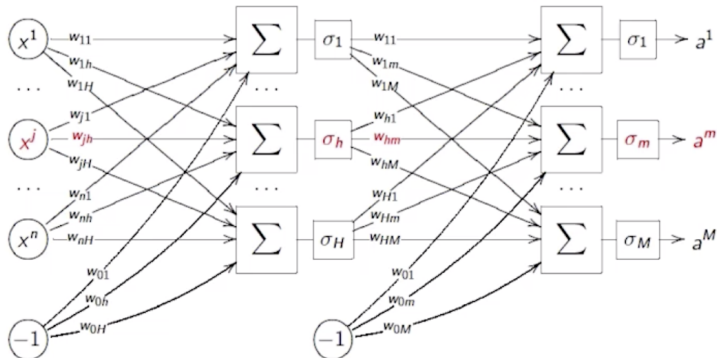 x¹ w₁₁ Σ σ₁ w₁₁ Σ σ₁ a¹
w₁ₕ w₁ₘ
w₁H w₁M
... ... ...
wⱼ₁ wₕ₁
xʲ wⱼₕ Σ σₕ wₕₘ Σ σₘ aᵐ
wⱼH wₕM
... ... ...
wₙ₁ wH₁
wₙₕ wHₘ
xⁿ wₙH Σ σH wHM Σ σM aᴹ
w₀₁ w₀₁
w₀ₕ w₀ₘ
w₀H w₀M
−1 −1